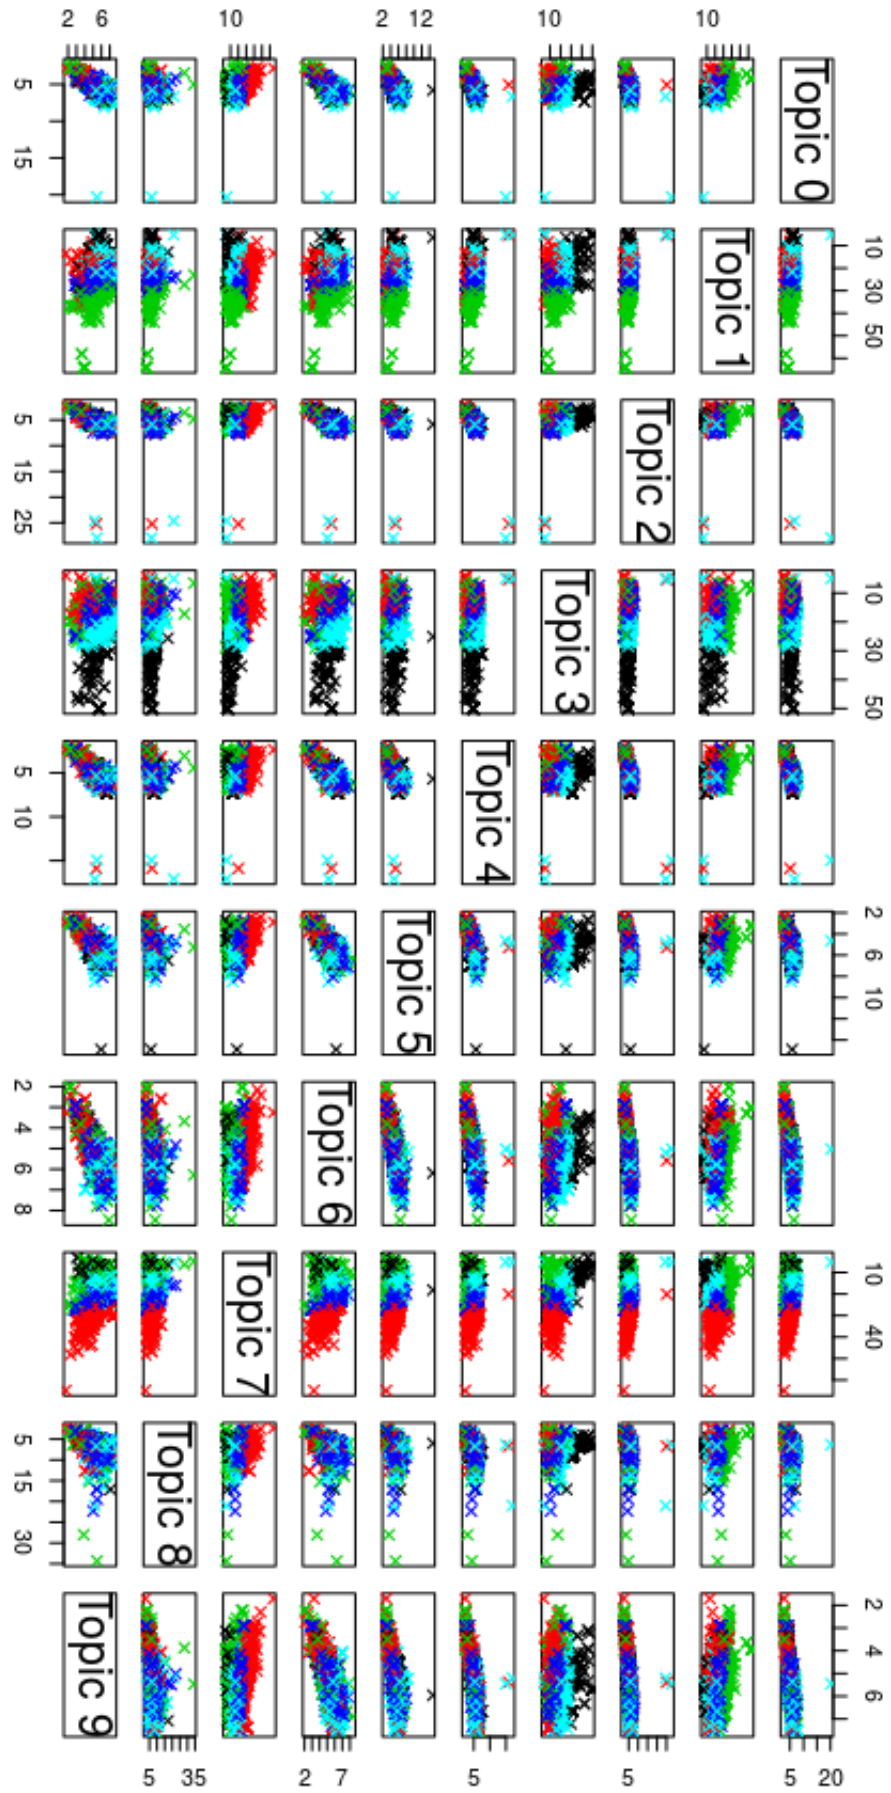 2 6 10 2 12 10 10
5 15
Topic 0
Topic 1
10 30 50
5 15 25
Topic 2
Topic 3
10 30 50
5 10
Topic 4
Topic 5
2 6 10
2 4 6 8
Topic 6
Topic 7
10 40
5 15 30
Topic 8
Topic 9
2 4 6
5 35 2 7 5 5 5 20